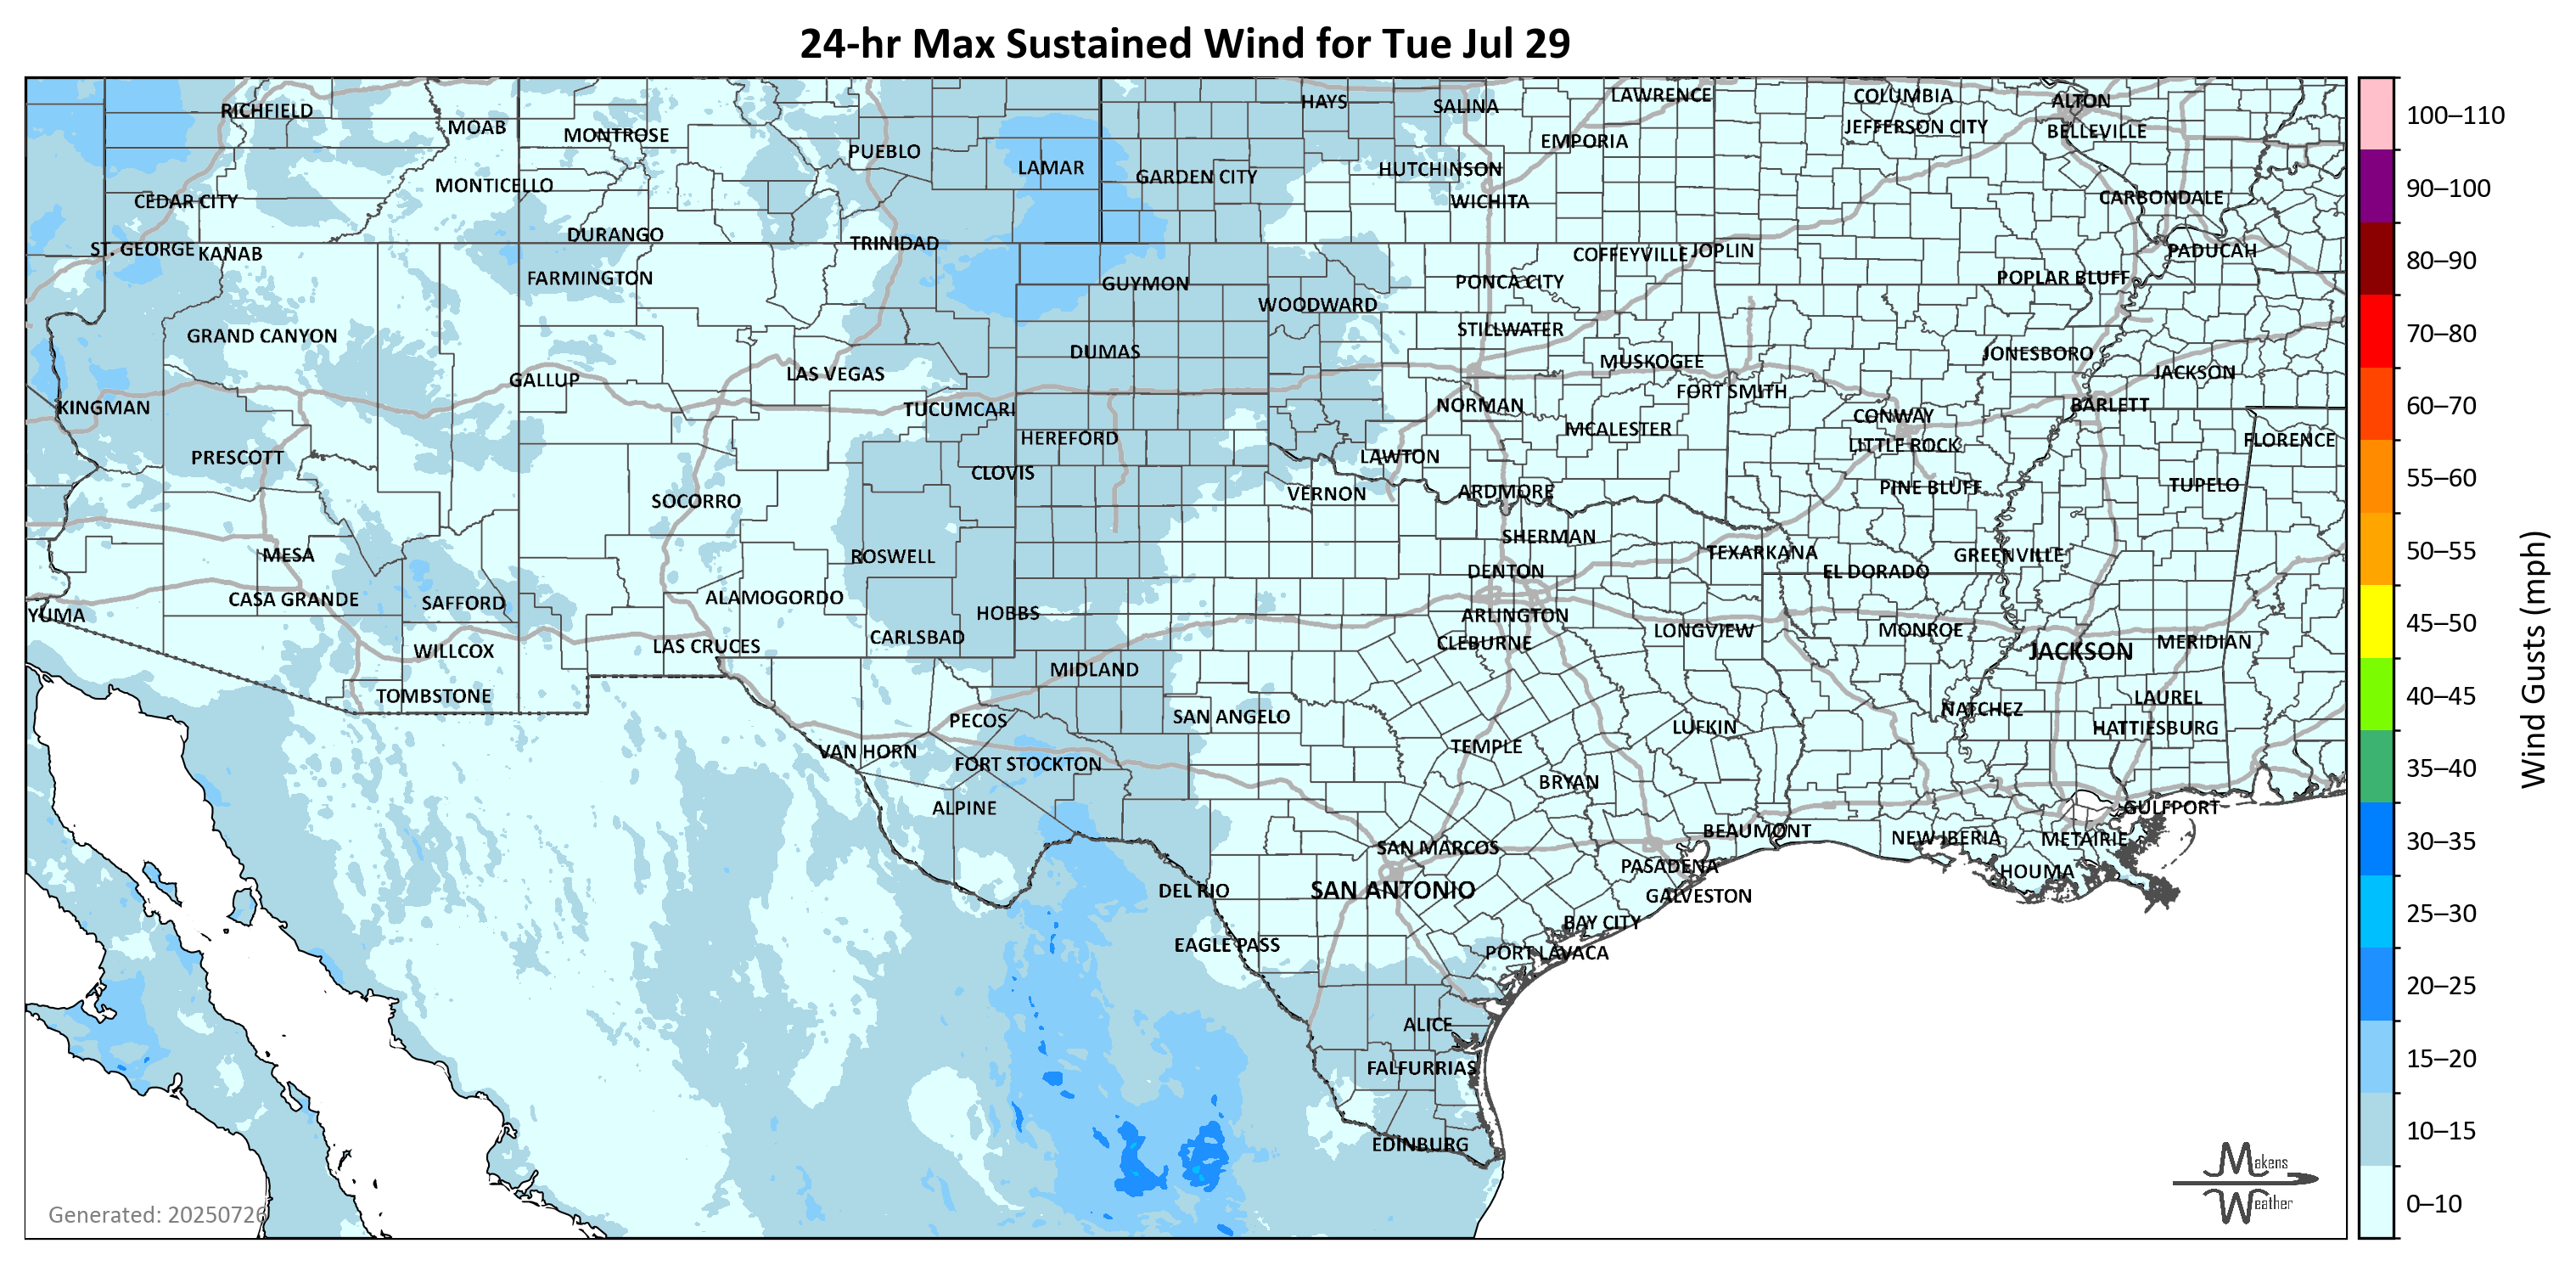 24-hr Max Sustained Wind for Tue Jul 29
RICHFIELD
MOAB
MONTROSE
PUEBLO
LAMAR
HAYS
SALINA
LAWRENCE
COLUMBIA
ALTON
JEFFERSON CITY
BELLEVILLE
EMPORIA
GARDEN CITY
HUTCHINSON
MONTICELLO
CEDAR CITY
WICHITA
CARBONDALE
DURANGO
TRINIDAD
ST. GEORGE
KANAB
COFFEYVILLE
JOPLIN
PADUCAH
FARMINGTON
GUYMON
PONCA CITY
POPLAR BLUFF
WOODWARD
GRAND CANYON
STILLWATER
DUMAS
MUSKOGEE
JONESBORO
GALLUP
LAS VEGAS
JACKSON
FORT SMITH
KINGMAN
TUCUMCARI
NORMAN
CONWAY
BARLETT
HEREFORD
MCALESTER
LITTLE ROCK
FLORENCE
PRESCOTT
CLOVIS
LAWTON
SOCORRO
VERNON
ARDMORE
PINE BLUFF
TUPELO
MESA
ROSWELL
SHERMAN
TEXARKANA
GREENVILLE
DENTON
EL DORADO
CASA GRANDE
SAFFORD
ALAMOGORDO
YUMA
HOBBS
ARLINGTON
CARLSBAD
CLEBURNE
LONGVIEW
MONROE
WILLCOX
LAS CRUCES
JACKSON
MERIDIAN
MIDLAND
TOMBSTONE
LAUREL
PECOS
SAN ANGELO
NATCHEZ
VAN HORN
TEMPLE
LUFKIN
HATTIESBURG
FORT STOCKTON
BRYAN
ALPINE
GULFPORT
BEAUMONT
NEW IBERIA
METAIRIE
SAN MARCOS
PASADENA
HOUMA
DEL RIO
SAN ANTONIO
GALVESTON
BAY CITY
EAGLE PASS
PORT LAVACA
ALICE
FALFURRIAS
EDINBURG
Generated: 20250726
Makens
Weather
100–110
90–100
80–90
70–80
60–70
55–60
50–55
45–50
40–45
35–40
30–35
25–30
20–25
15–20
10–15
0–10
Wind Gusts (mph)